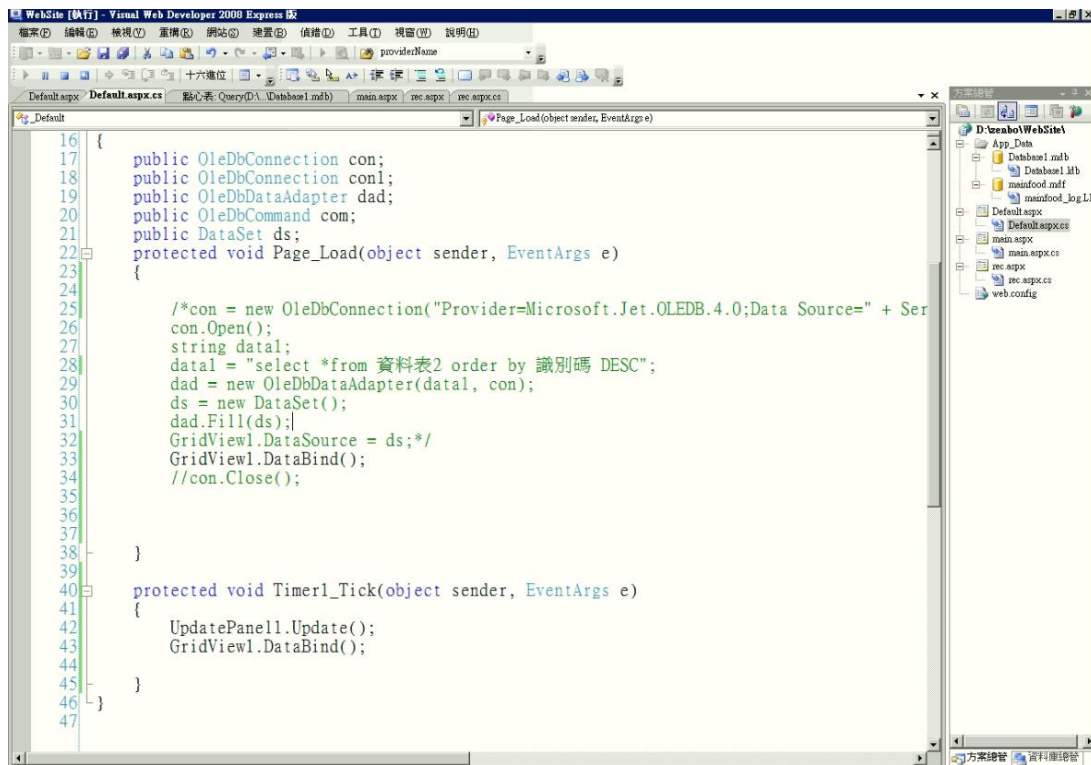 WebSite [執行] - Visual Web Developer 2008 Express 版
檔案(F) 編輯(E) 檢視(V) 重構(R) 網站(S) 建置(B) 偵錯(D) 工具(T) 視窗(W) 說明(H)
providerName
十六進位
Default.aspx Default.aspx.cs 點心表: Query(D:\...\Database1.mdb) main.aspx rec.aspx rec.aspx.cs
_Default Page_Load(object sender, EventArgs e)
16 {
17 public OleDbConnection con;
18 public OleDbConnection con1;
19 public OleDbDataAdapter dad;
20 public OleDbCommand com;
21 public DataSet ds;
22 protected void Page_Load(object sender, EventArgs e)
23 {
24
25 /*con = new OleDbConnection("Provider=Microsoft.Jet.OLEDB.4.0;Data Source=" + Ser
26 con.Open();
27 string data1;
28 data1 = "select *from 資料表2 order by 識別碼 DESC";
29 dad = new OleDbDataAdapter(data1, con);
30 ds = new DataSet();
31 dad.Fill(ds);
32 GridView1.DataSource = ds;*/
33 GridView1.DataBind();
34 //con.Close();
35
36
37
38 }
39
40 protected void Timer1_Tick(object sender, EventArgs e)
41 {
42 UpdatePanel1.Update();
43 GridView1.DataBind();
44
45 }
46 }
47
方案總管
D:\zenbo\WebSite\
App_Data
Database1.mdb
Database1.ldb
mainfood.mdf
mainfood_log.L
Default.aspx
Default.aspx.cs
main.aspx
main.aspx.cs
rec.aspx
rec.aspx.cs
web.config
方案總管 資料庫總管